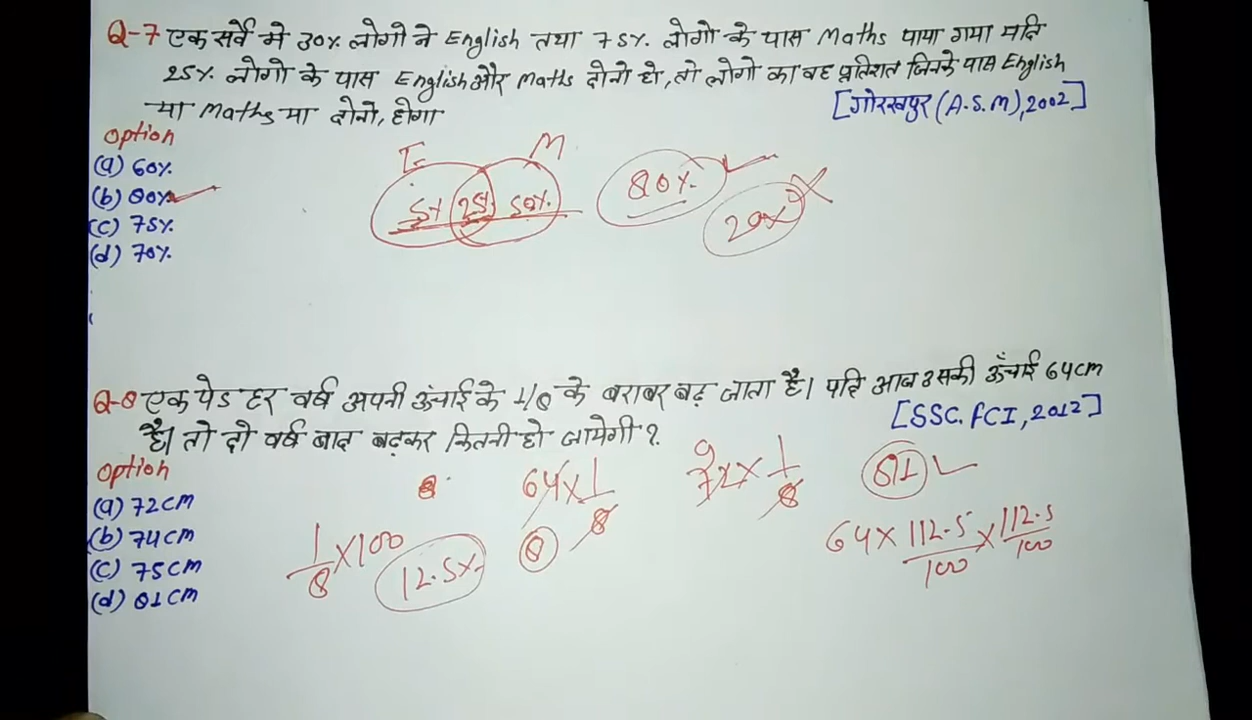 Q-7 एक सर्वे मे 30% लोगो ने English तथा 75% लोगो के पास Maths पाया गया यदि
25% लोगो के पास English और Maths दोनो हो, तो लोगो का वह प्रतिशत जिनके पास English
या Maths या दोनो, होगा
[गोरखपुर (A.S.M), 2002]
Option
(a) 60%
(b) 80%
(c) 75%
(d) 70%
E M
5% 25% 50%
80%
20%
Q-8 एक पेड हर वर्ष अपनी ऊंचाई के 1/8 के बराबर बढ़ जाता है। यदि आज उसकी ऊँचाई 64cm
है। तो दो वर्ष बाद बढ़कर कितनी हो जायेगी?
[SSC. FCI, 2012]
Option
(a) 72cm
(b) 74cm
(c) 75cm
(d) 81cm
1/8 × 100
12.5%
8
64 × 1/8
8
9
72 × 1/8
81
64 × 112.5/100 × 112.5/100